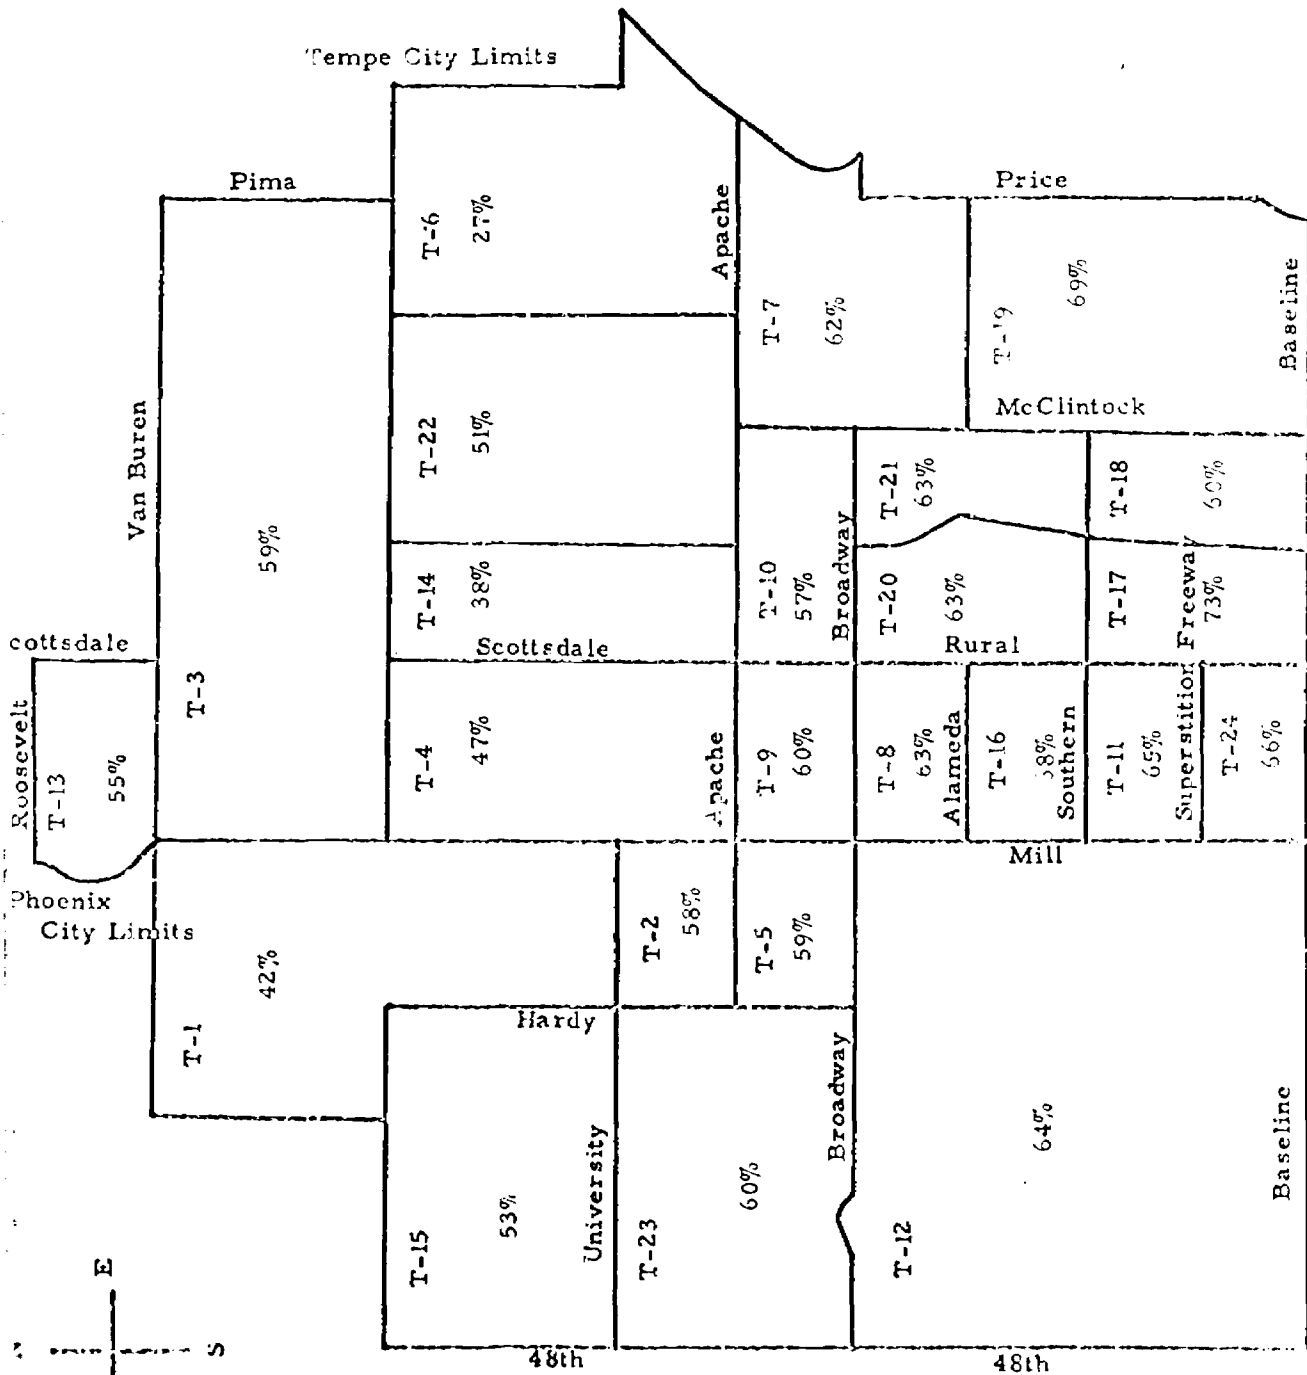 Tempe City Limits
Pima
Price
T-6
27%
Apache
T-7
62%
69%
Baseline
McClintock
Van Buren
T-22
51%
T-21
63%
T-18
59%
T-14
38%
T-10
57%
Broadway
T-20
63%
T-17
73%
cottsdale
Scottsdale
Rural
Superstition Freeway
Roosevelt
T-13
55%
T-3
T-4
47%
Apache
T-9
60%
T-8
63%
Alameda
T-16
Southern
T-11
65%
T-24
66%
Mill
Phoenix
City Limits
T-1
42%
T-2
58%
T-5
59%
Hardy
T-15
53%
University
T-23
60%
Broadway
T-12
64%
Baseline
E
S
48th
48th